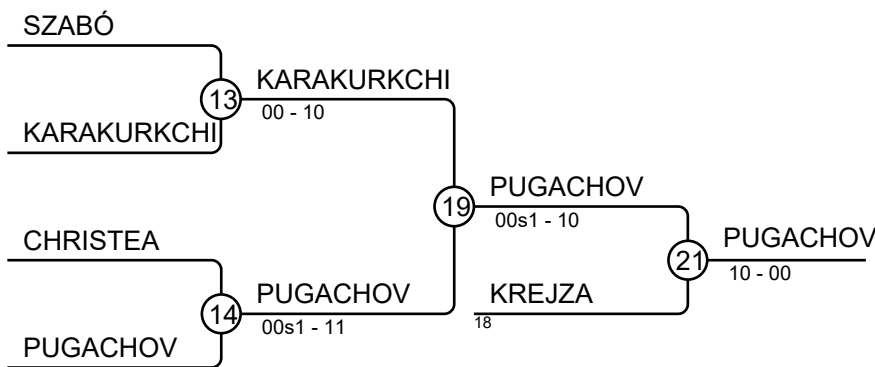 SZABÓ
13
KARAKURKCHI
00 - 10
KARAKURKCHI
19
PUGACHOV
00s1 - 10
CHRISTEA
21
PUGACHOV
10 - 00
14
PUGACHOV
00s1 - 11
KREJZA
18
PUGACHOV